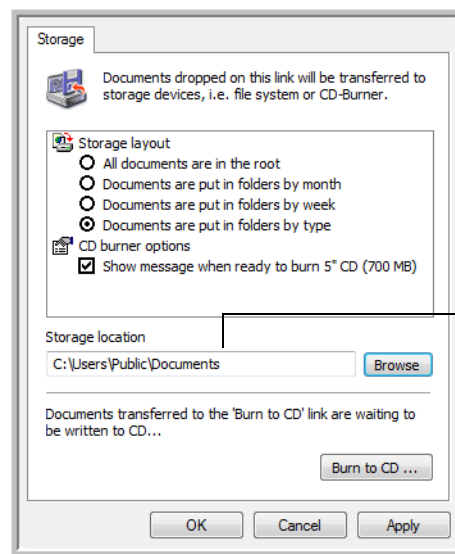 Storage
Documents dropped on this link will be transferred to
storage devices, i.e. file system or CD-Burner.
Storage layout
All documents are in the root
Documents are put in folders by month
Documents are put in folders by week
Documents are put in folders by type
CD burner options
Show message when ready to burn 5" CD (700 MB)
Storage location
C:\Users\Public\Documents
Browse
Documents transferred to the 'Burn to CD' link are waiting to
be written to CD...
Burn to CD ...
OK Cancel Apply